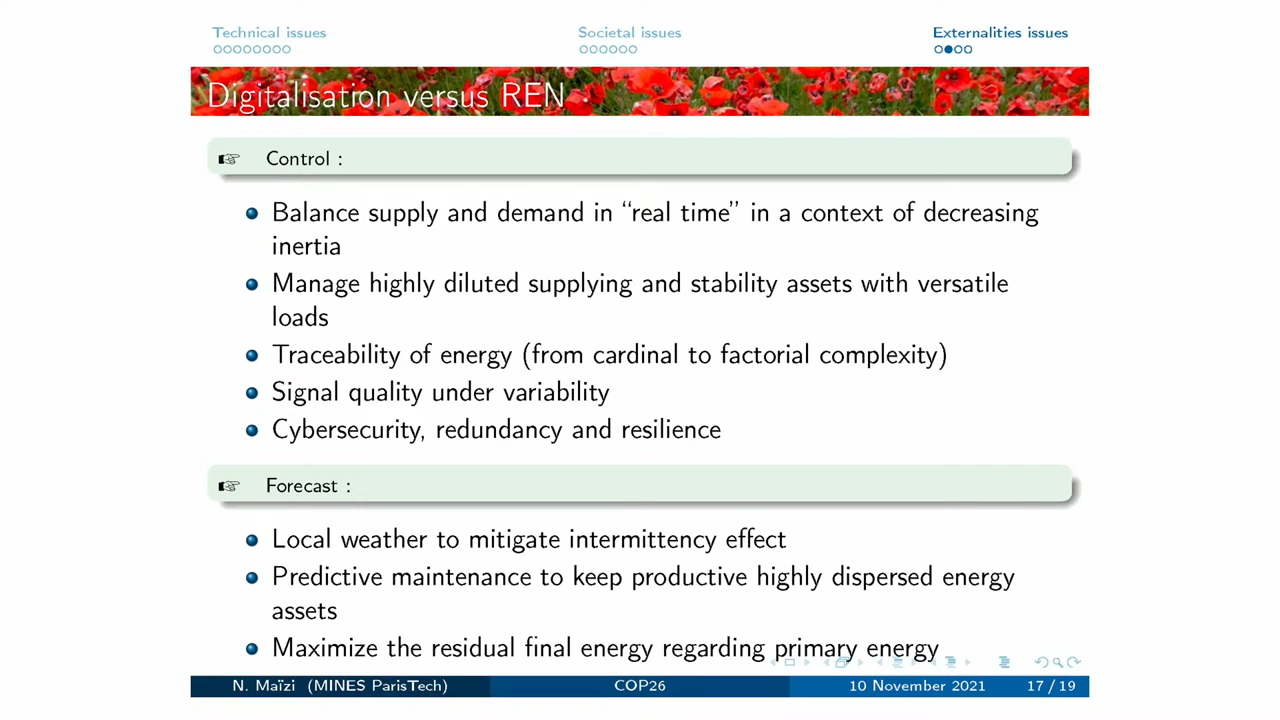 Technical issues Societal issues Externalities issues
Digitalisation versus REN
Control :
Balance supply and demand in “real time” in a context of decreasing
inertia
Manage highly diluted supplying and stability assets with versatile
loads
Traceability of energy (from cardinal to factorial complexity)
Signal quality under variability
Cybersecurity, redundancy and resilience
Forecast :
Local weather to mitigate intermittency effect
Predictive maintenance to keep productive highly dispersed energy
assets
Maximize the residual final energy regarding primary energy
N. Maïzi (MINES ParisTech) COP26 10 November 2021 17 / 19